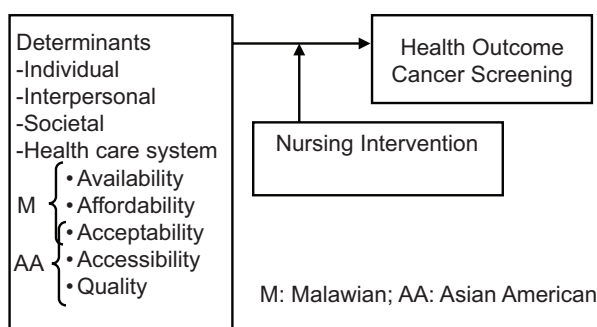 Determinants
-Individual
-Interpersonal
-Societal
-Health care system
• Availability
• Affordability
• Acceptability
• Accessibility
• Quality
M
AA
Health Outcome
Cancer Screening
Nursing Intervention
M: Malawian; AA: Asian American